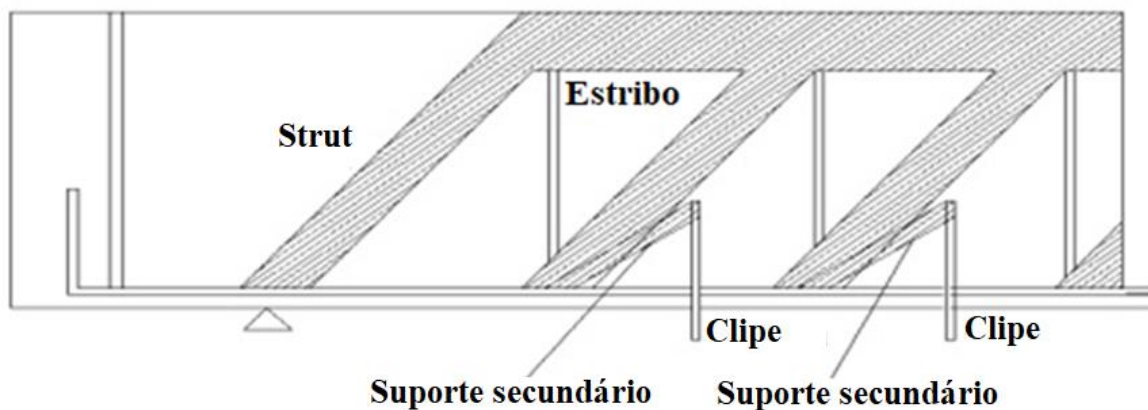 Estribo
Strut
Clipe
Clipe
Suporte secundário
Suporte secundário